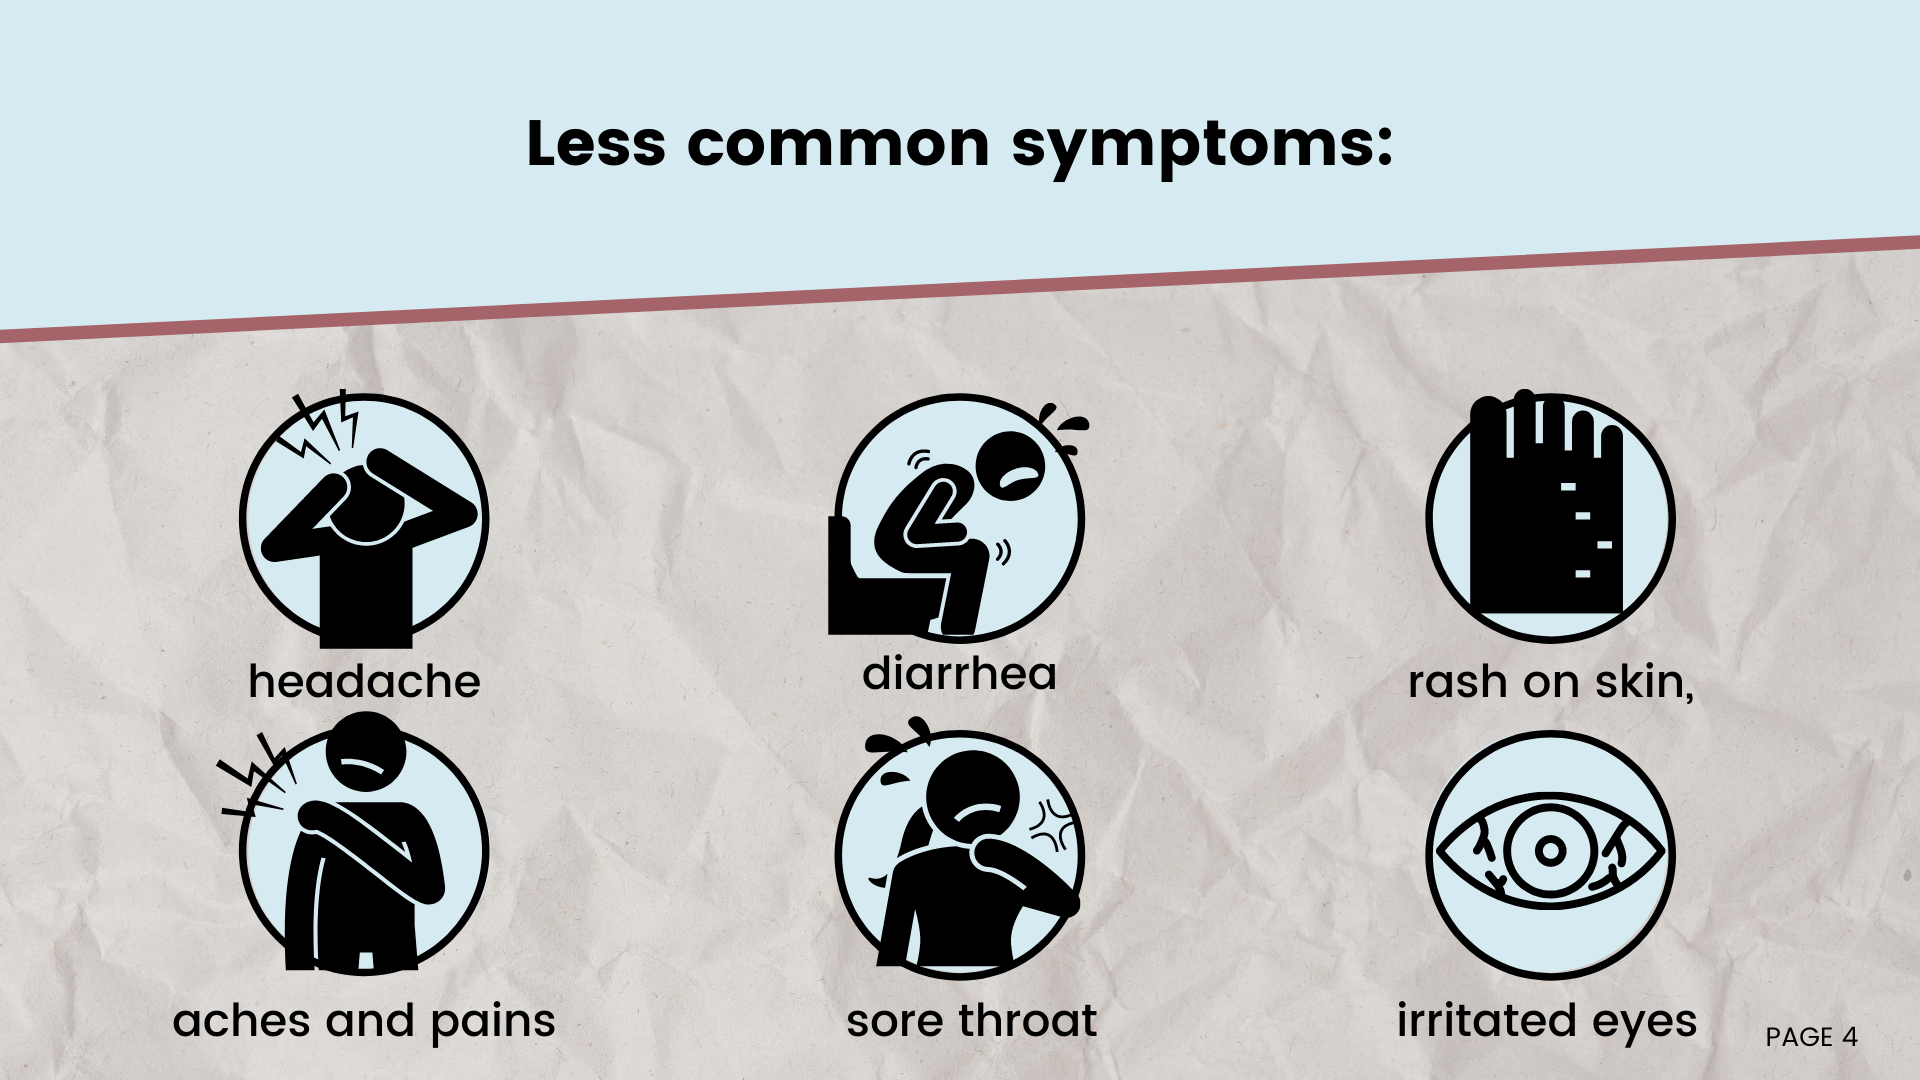 Less common symptoms:
headache
diarrhea
rash on skin,
aches and pains
sore throat
irritated eyes
PAGE 4